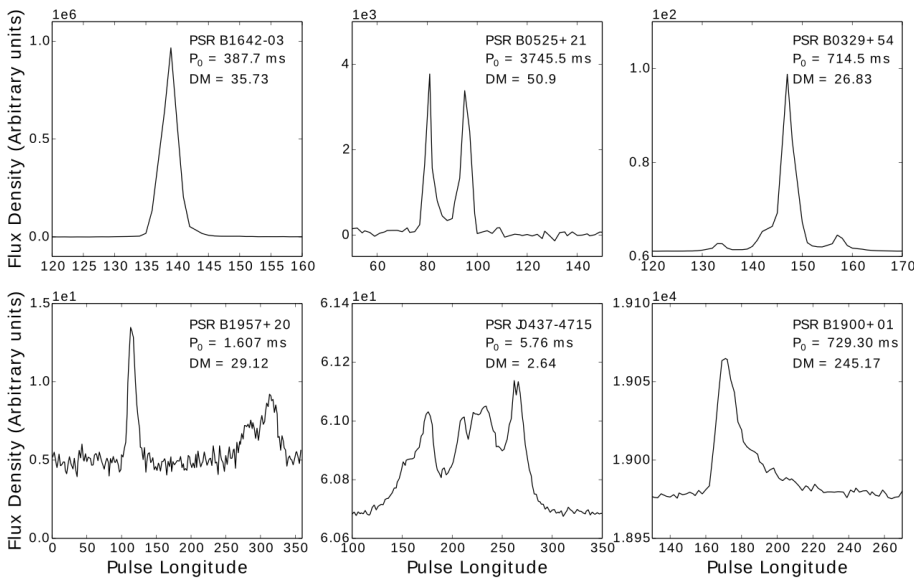 1e6
PSR B1642-03
P0 = 387.7 ms
DM = 35.73
1.0
0.5
0.0
120 125 130 135 140 145 150 155 160
Flux Density (Arbitrary units)
1e3
PSR B0525+21
P0 = 3745.5 ms
DM = 50.9
4
2
0
60 80 100 120 140
1e2
PSR B0329+54
P0 = 714.5 ms
DM = 26.83
1.0
0.8
0.6
120 130 140 150 160 170
1e1
PSR B1957+20
P0 = 1.607 ms
DM = 29.12
1.5
1.0
0.5
0.0
0 50 100 150 200 250 300 350
Flux Density (Arbitrary units)
Pulse Longitude
1e1
PSR J0437-4715
P0 = 5.76 ms
DM = 2.64
6.14
6.12
6.10
6.08
6.06
100 150 200 250 300 350
Pulse Longitude
1e4
PSR B1900+01
P0 = 729.30 ms
DM = 245.17
1.910
1.905
1.900
1.895
140 160 180 200 220 240 260
Pulse Longitude